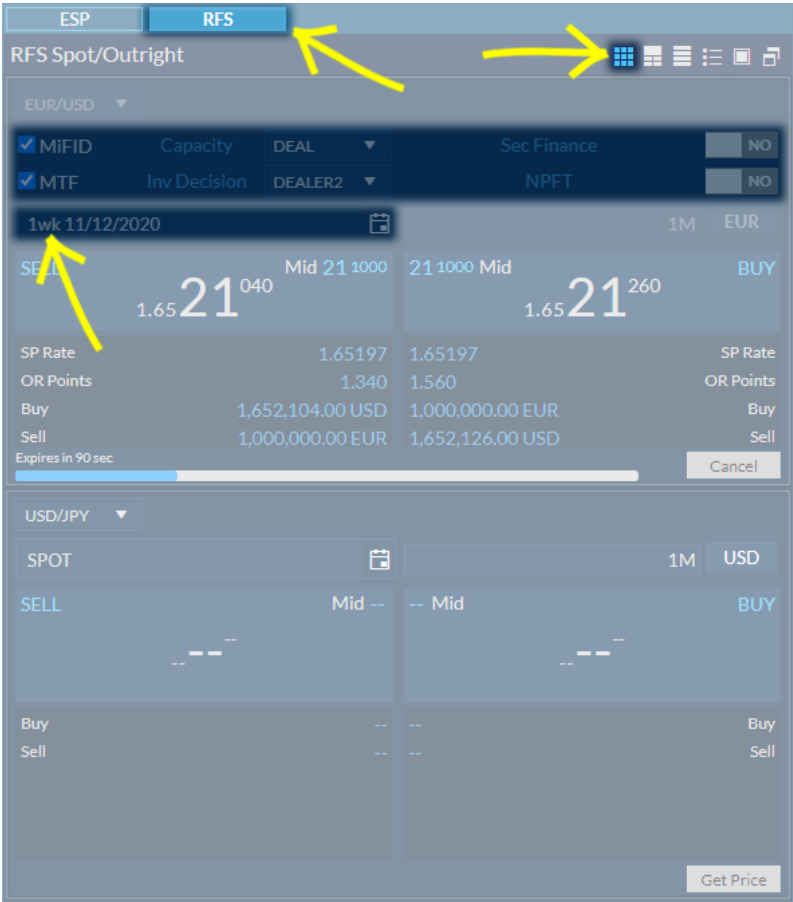 ESP RFS
RFS Spot/Outright
EUR/USD
MiFID Capacity DEAL Sec Finance NO
MTF Inv Decision DEALER2 NPFT NO
1wk 11/12/2020 1M EUR
SELL Mid 21 1000 21 1000 Mid BUY
1.65 21 040 1.65 21 260
SP Rate 1.65197 1.65197 SP Rate
OR Points 1.340 1.560 OR Points
Buy 1,652,104.00 USD 1,000,000.00 EUR Buy
Sell 1,000,000.00 EUR 1,652,126.00 USD Sell
Expires in 90 sec
Cancel
USD/JPY
SPOT 1M USD
SELL Mid -- -- Mid BUY
-- -- -- -- -- --
Buy -- -- Buy
Sell -- -- Sell
Get Price